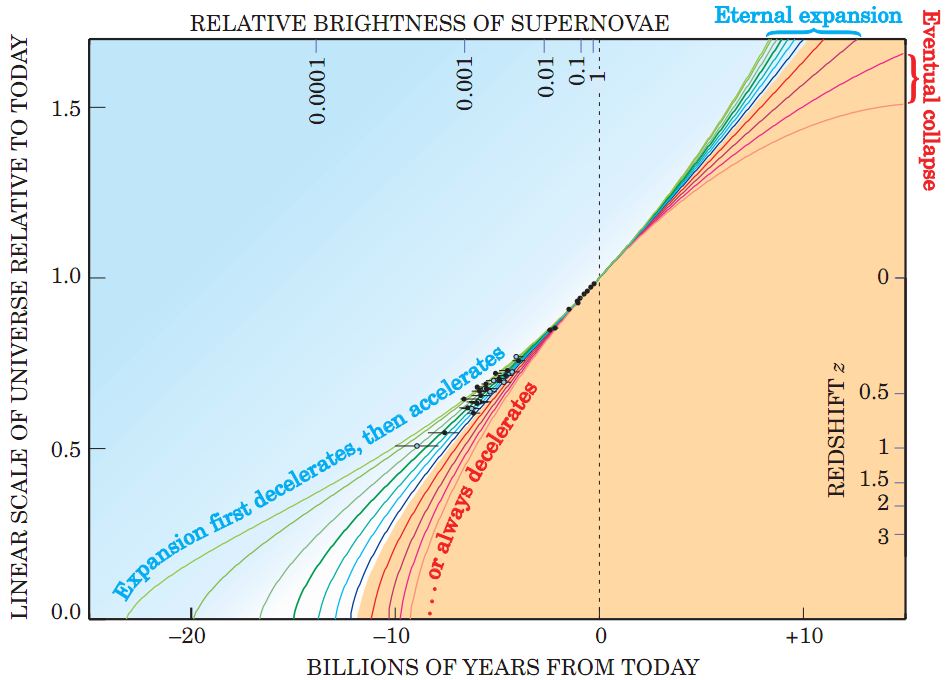 RELATIVE BRIGHTNESS OF SUPERNOVAE
Eternal expansion
Eventual collapse
0.0001
0.001
0.01
0.1
1
LINEAR SCALE OF UNIVERSE RELATIVE TO TODAY
1.5
1.0
0.5
0.0
Expansion first decelerates, then accelerates
... or always decelerates
REDSHIFT z
0
0.5
1
1.5
2
3
–20
–10
0
+10
BILLIONS OF YEARS FROM TODAY